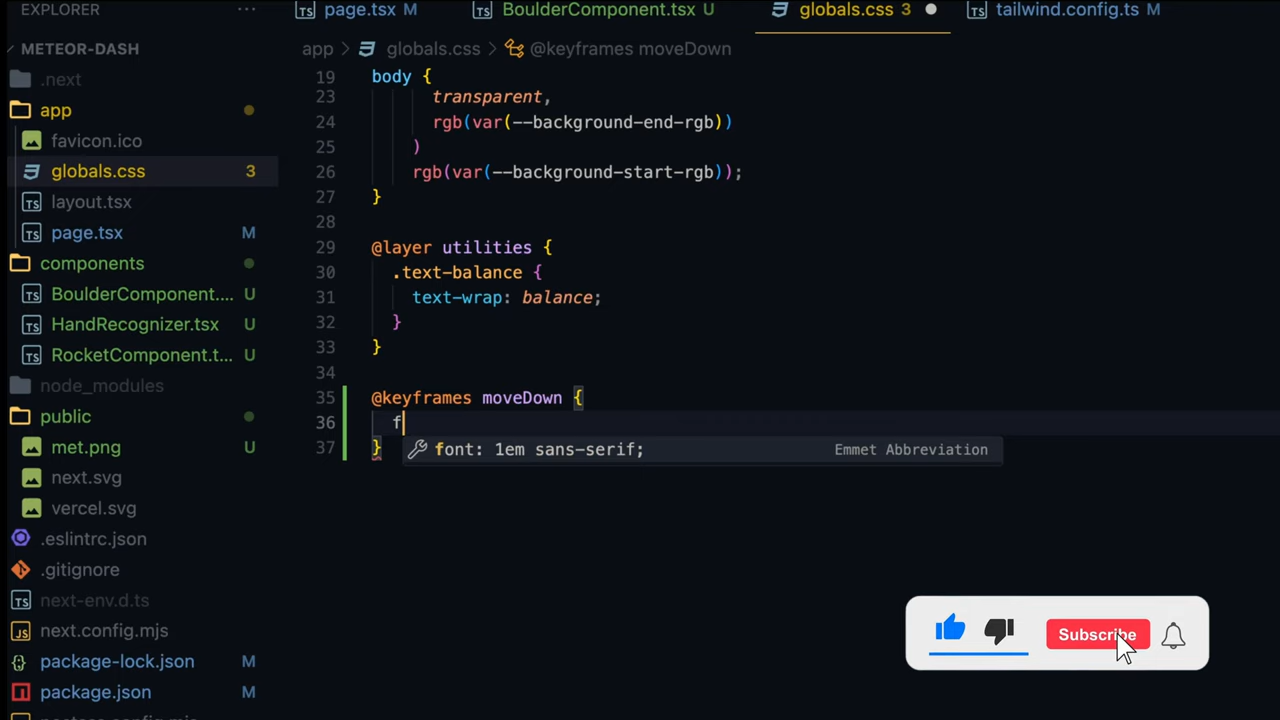 EXPLORER ···
page.tsx M
BoulderComponent.tsx U
globals.css 3
tailwind.config.ts M
METEOR-DASH
.next
app
favicon.ico
globals.css 3
layout.tsx
page.tsx M
components
BoulderComponent.... U
HandRecognizer.tsx U
RocketComponent.t... U
node_modules
public
met.png U
next.svg
vercel.svg
.eslintrc.json
.gitignore
next-env.d.ts
next.config.mjs
package-lock.json M
package.json M
app > globals.css > @keyframes moveDown
19 body {
23 transparent,
24 rgb(var(--background-end-rgb))
25 )
26 rgb(var(--background-start-rgb));
27 }
28
29 @layer utilities {
30 .text-balance {
31 text-wrap: balance;
32 }
33 }
34
35 @keyframes moveDown {
36 f
37 }
font: 1em sans-serif; Emmet Abbreviation
Subscribe